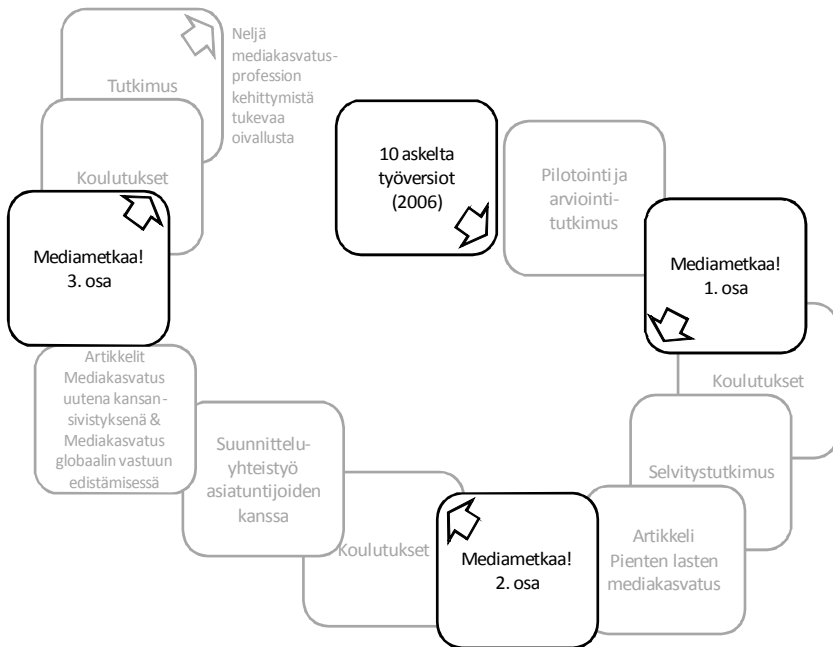 10 askelta
työversiot
(2006)
Pilotointi ja
arviointi-
tutkimus
Mediametkaa!
1. osa
Koulutukset
Selvitystutkimus
Artikkeli
Pienten lasten
mediakasvatus
Mediametkaa!
2. osa
Koulutukset
Suunnittelu-
yhteistyö
asiatuntijoiden
kanssa
Artikkelit
Mediakasvatus
uutena kansan-
sivistyksenä &
Mediakasvatus
globaalin vastuun
edistämisessä
Mediametkaa!
3. osa
Koulutukset
Tutkimus
Neljä
mediakasvatus-
profession
kehittymistä
tukevaa
oivallusta